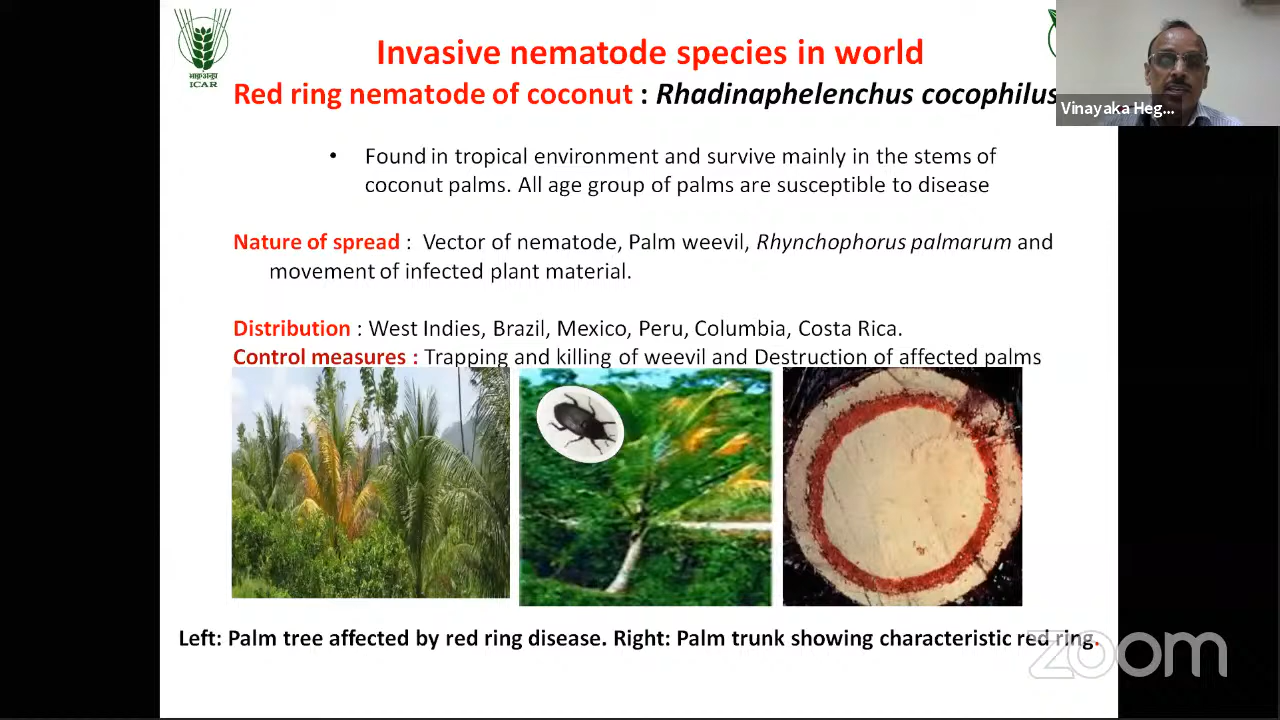 Invasive nematode species in world
Red ring nematode of coconut : Rhadinaphelenchus cocophilus
Vinayaka Heg...
• Found in tropical environment and survive mainly in the stems of
coconut palms. All age group of palms are susceptible to disease
Nature of spread : Vector of nematode, Palm weevil, Rhynchophorus palmarum and
movement of infected plant material.
Distribution : West Indies, Brazil, Mexico, Peru, Columbia, Costa Rica.
Control measures : Trapping and killing of weevil and Destruction of affected palms
Left: Palm tree affected by red ring disease. Right: Palm trunk showing characteristic red ring.
भाकृअनुप
ICAR
zoom